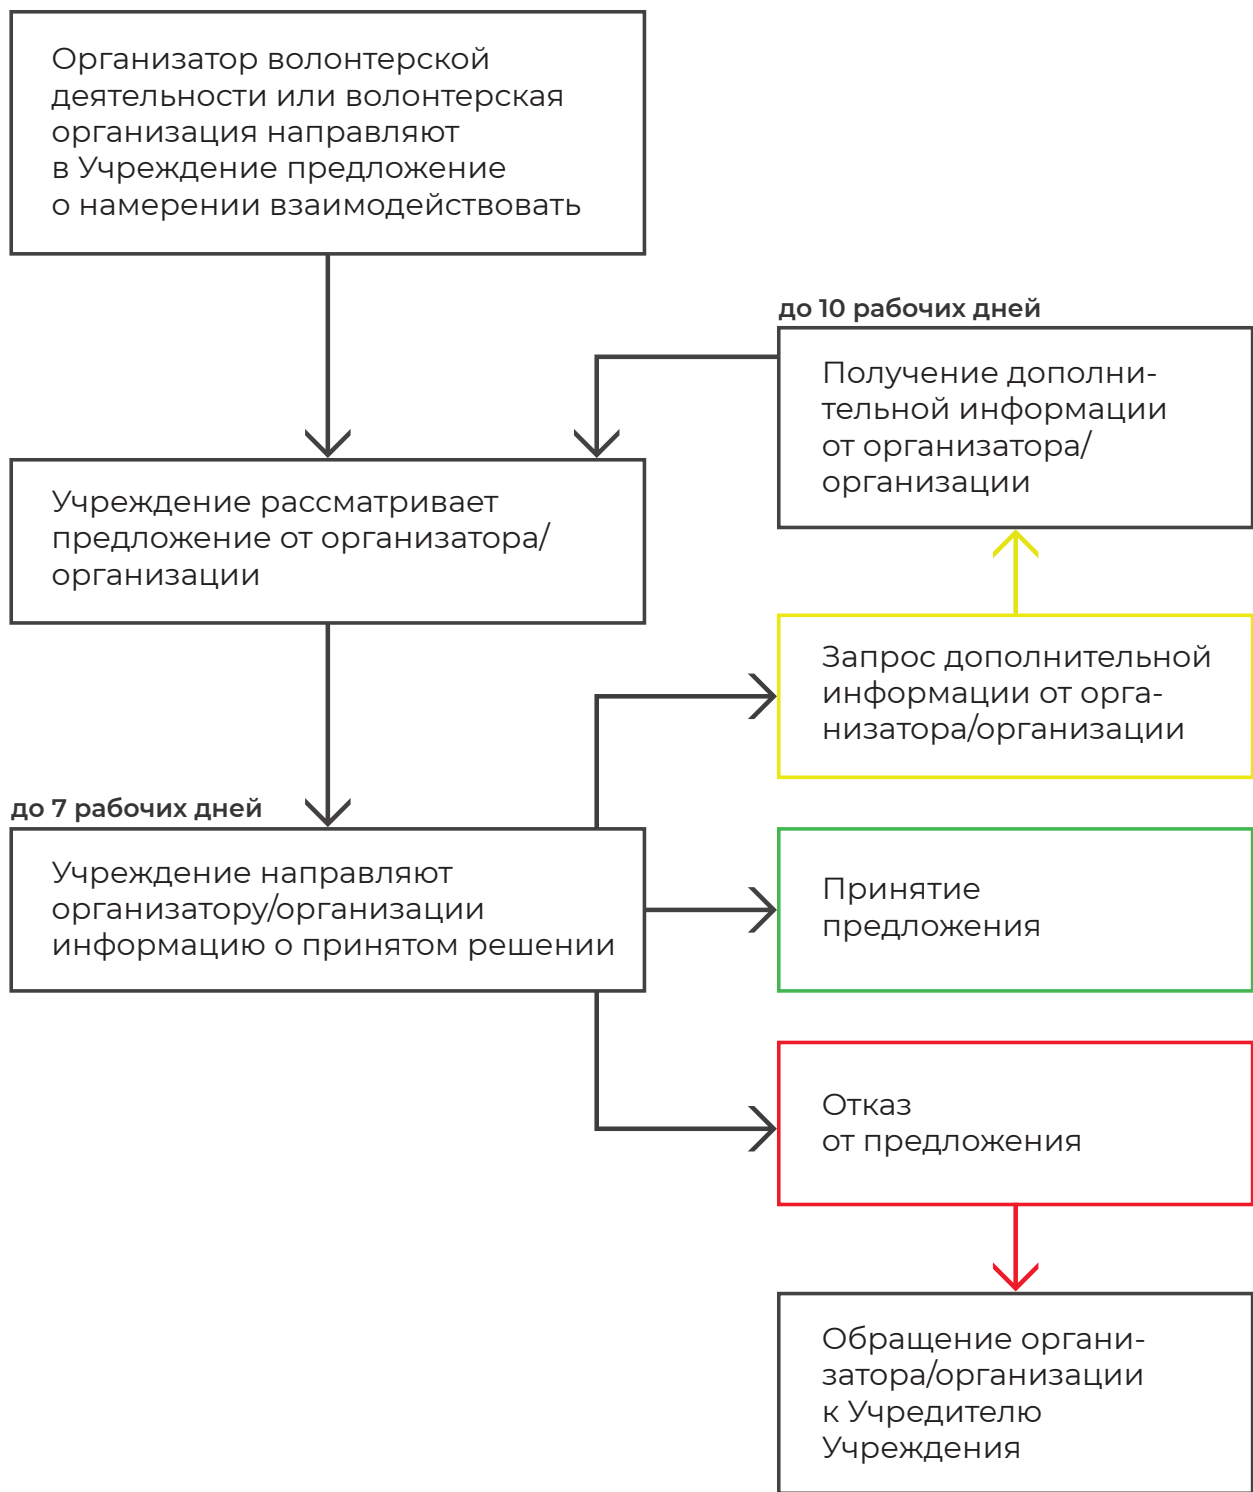 Организатор волонтерской
деятельности или волонтерская
организация направляют
в Учреждение предложение
о намерении взаимодействовать
до 10 рабочих дней
Получение дополни-
тельной информации
от организатора/
организации
Учреждение рассматривает
предложение от организатора/
организации
Запрос дополнительной
информации от орга-
низатора/организации
до 7 рабочих дней
Учреждение направляют
организатору/организации
информацию о принятом решении
Принятие
предложения
Отказ
от предложения
Обращение органи-
затора/организации
к Учредителю
Учреждения